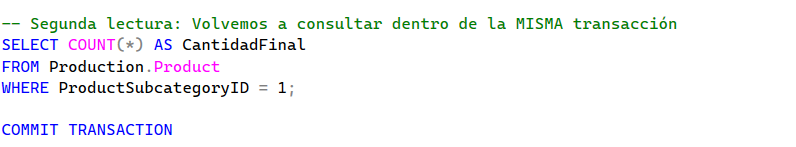 -- Segunda lectura: Volvemos a consultar dentro de la MISMA transacción
SELECT COUNT(*) AS CantidadFinal
FROM Production.Product
WHERE ProductSubcategoryID = 1;
COMMIT TRANSACTION